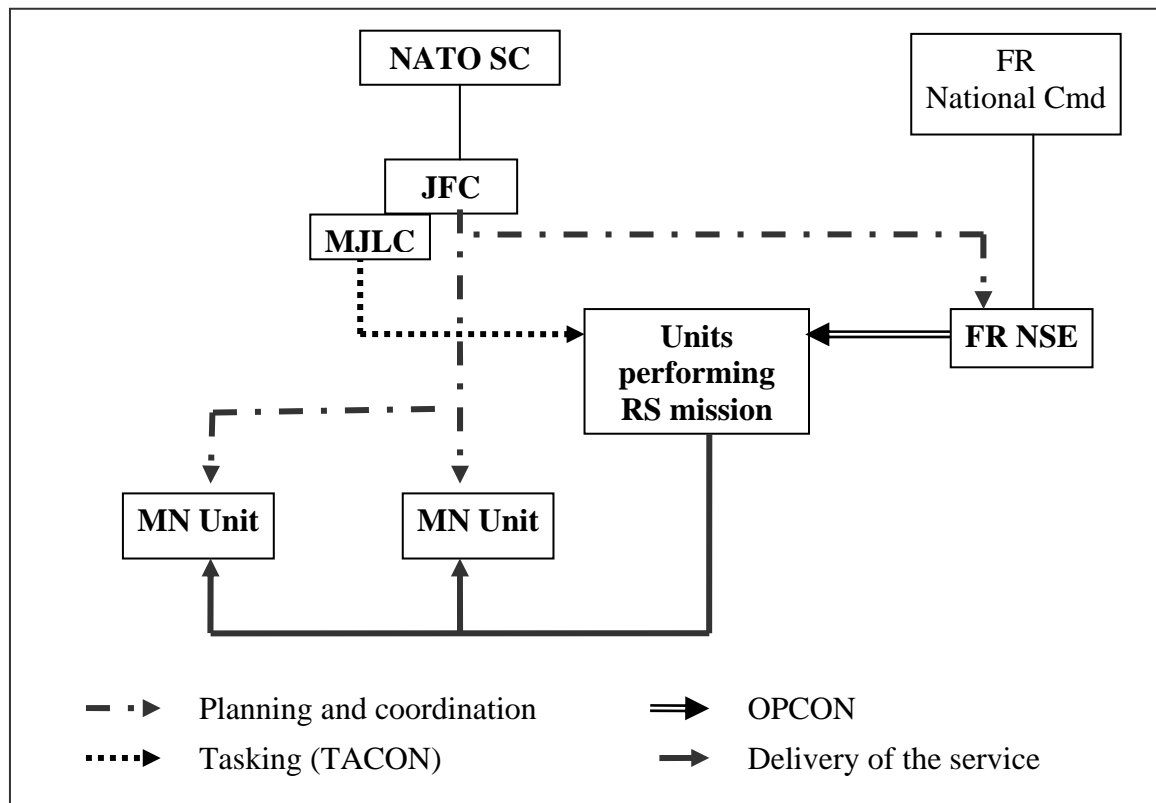 NATO SC
FR
National Cmd
JFC
MJLC
Units
performing
RS mission
FR NSE
MN Unit
MN Unit
Planning and coordination
OPCON
Tasking (TACON)
Delivery of the service